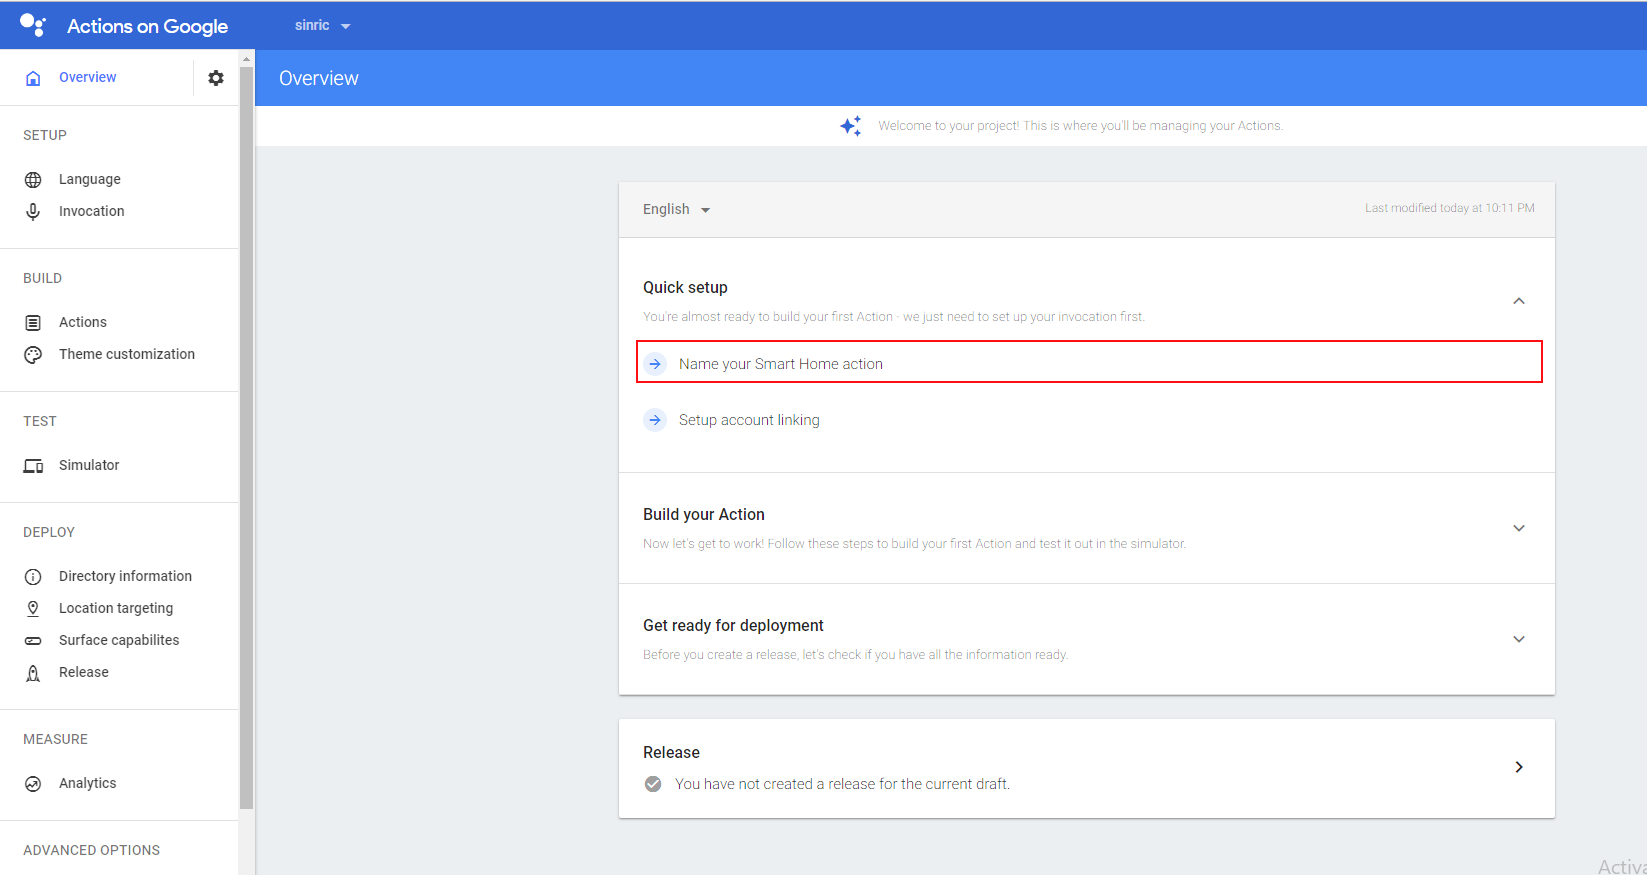 Actions on Google
sinric
Overview
Overview
Welcome to your project! This is where you'll be managing your Actions.
SETUP
Language
Invocation
BUILD
Actions
Theme customization
TEST
Simulator
DEPLOY
Directory information
Location targeting
Surface capabilites
Release
MEASURE
Analytics
ADVANCED OPTIONS
English
Last modified today at 10:11 PM
Quick setup
You're almost ready to build your first Action - we just need to set up your invocation first.
Name your Smart Home action
Setup account linking
Build your Action
Now let's get to work! Follow these steps to build your first Action and test it out in the simulator.
Get ready for deployment
Before you create a release, let's check if you have all the information ready.
Release
You have not created a release for the current draft.
Activa